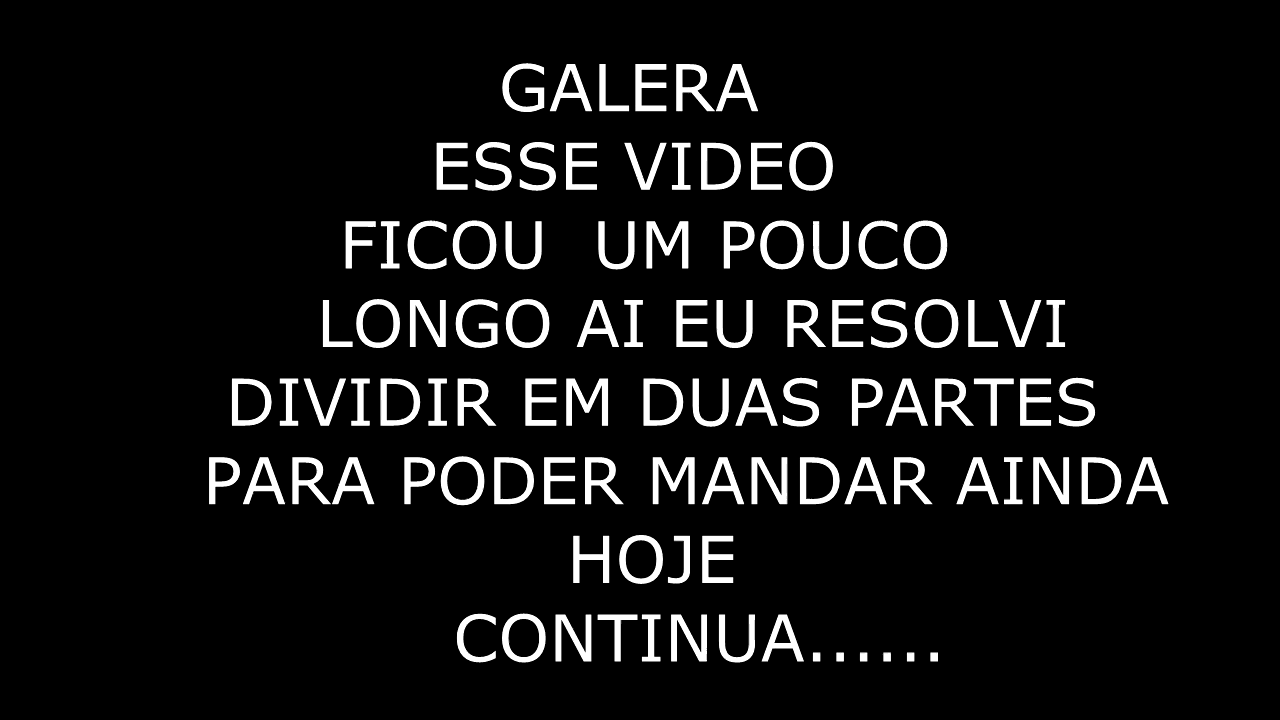 GALERA
ESSE VIDEO
FICOU  UM POUCO
LONGO AI EU RESOLVI
DIVIDIR EM DUAS PARTES
PARA PODER MANDAR AINDA
HOJE
CONTINUA......